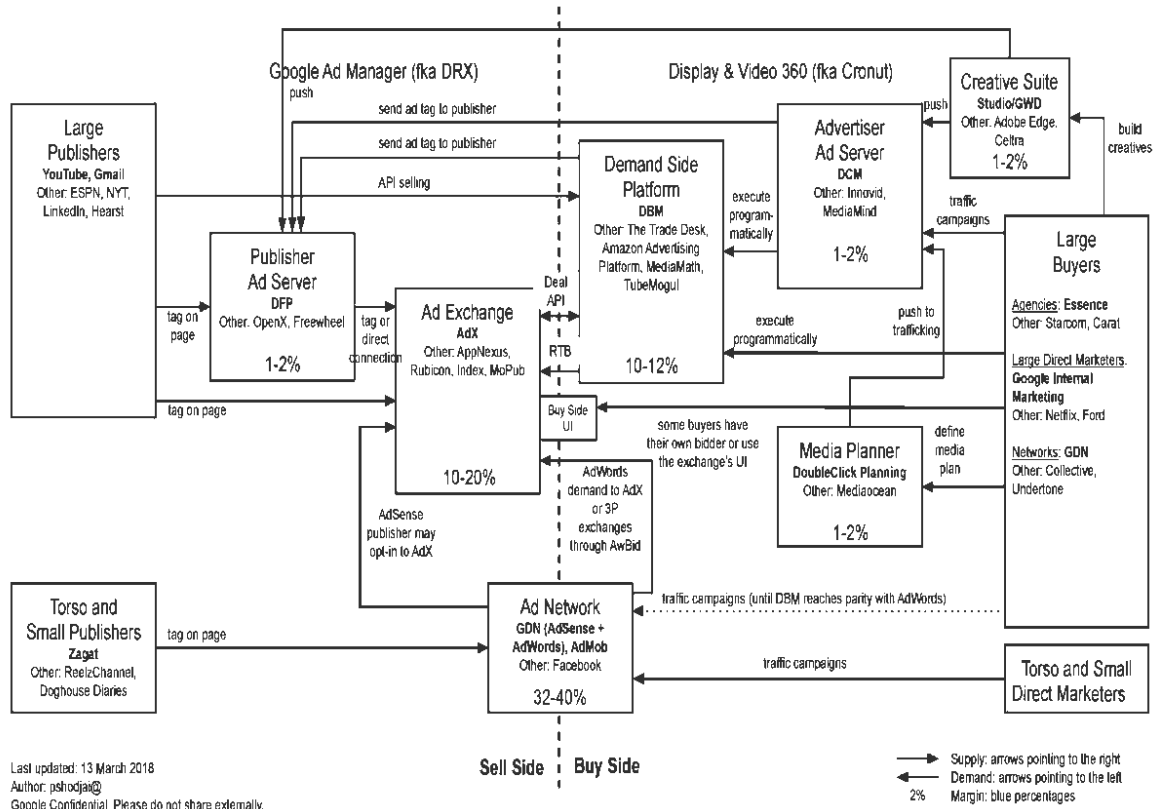 Google Ad Manager (fka DRX)
Display & Video 360 (fka Cronut)
push
send ad tag to publisher
send ad tag to publisher
API selling
Large
Publishers
YouTube, Gmail
Other: ESPN, NYT,
LinkedIn, Hearst
Publisher
Ad Server
DFP
Other: OpenX, Freewheel
1-2%
tag on
page
tag or
direct
connection
tag on page
Ad Exchange
AdX
Other: AppNexus,
Rubicon, Index, MoPub
10-20%
Deal
API
RTB
Buy Side
UI
Demand Side
Platform
DBM
Other: The Trade Desk,
Amazon Advertising
Platform, MediaMath,
TubeMogul
10-12%
execute
program-
matically
Advertiser
Ad Server
DCM
Other: Innovid,
MediaMind
1-2%
push
Creative Suite
Studio/GWD
Other: Adobe Edge,
Celtra
1-2%
build
creatives
traffic
campaigns
push to
trafficking
execute
programmatically
some buyers have
their own bidder or use
the exchange's UI
Media Planner
DoubleClick Planning
Other: Mediaocean
1-2%
define
media
plan
Large
Buyers
Agencies: Essence
Other: Starcom, Carat
Large Direct Marketers:
Google Internal
Marketing
Other: Netflix, Ford
Networks: GDN
Other: Collective,
Undertone
AdSense
publisher may
opt-in to AdX
AdWords
demand to AdX
or 3P
exchanges
through AwBid
Torso and
Small Publishers
Zagat
Other: ReelzChannel,
Doghouse Diaries
tag on page
Ad Network
GDN (AdSense +
AdWords), AdMob
Other: Facebook
32-40%
traffic campaigns (until DBM reaches parity with AdWords)
traffic campaigns
Torso and Small
Direct Marketers
Sell Side
Buy Side
Last updated: 13 March 2018
Author: pshodjai@
Google Confidential. Please do not share externally.
Supply: arrows pointing to the right
Demand: arrows pointing to the left
2% Margin: blue percentages